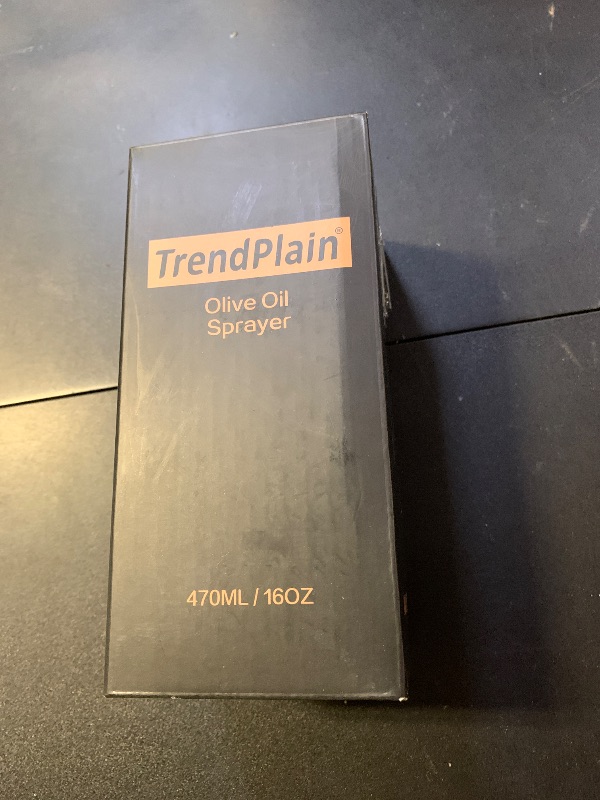 TrendPlain®
Olive Oil
Sprayer
470ML / 16OZ